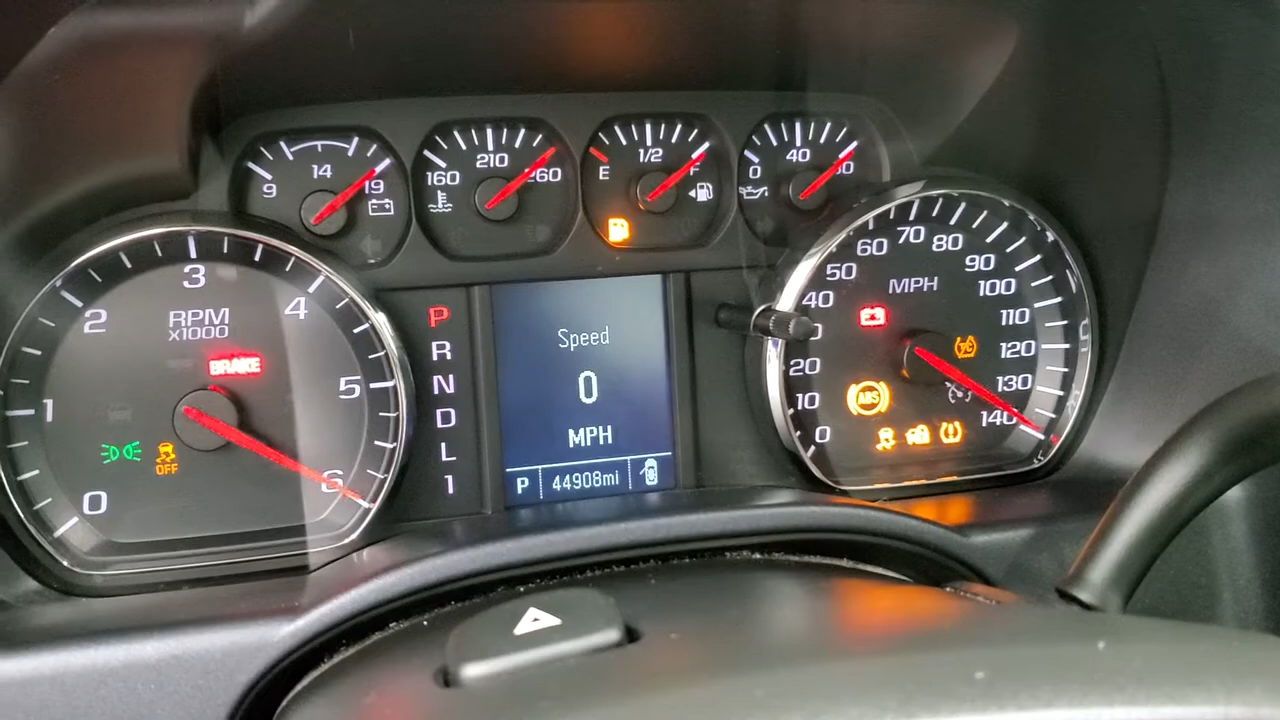 9 14 19
160 210 260
E 1/2 F
0 40
0 1 2 3 4 5 6
RPM
x1000
BRAKE
OFF
P
R
N
D
L
1
Speed
0
MPH
P 44908mi
0 10 20 40 50 60 70 80 90 100 110 120 130 140
MPH
ABS